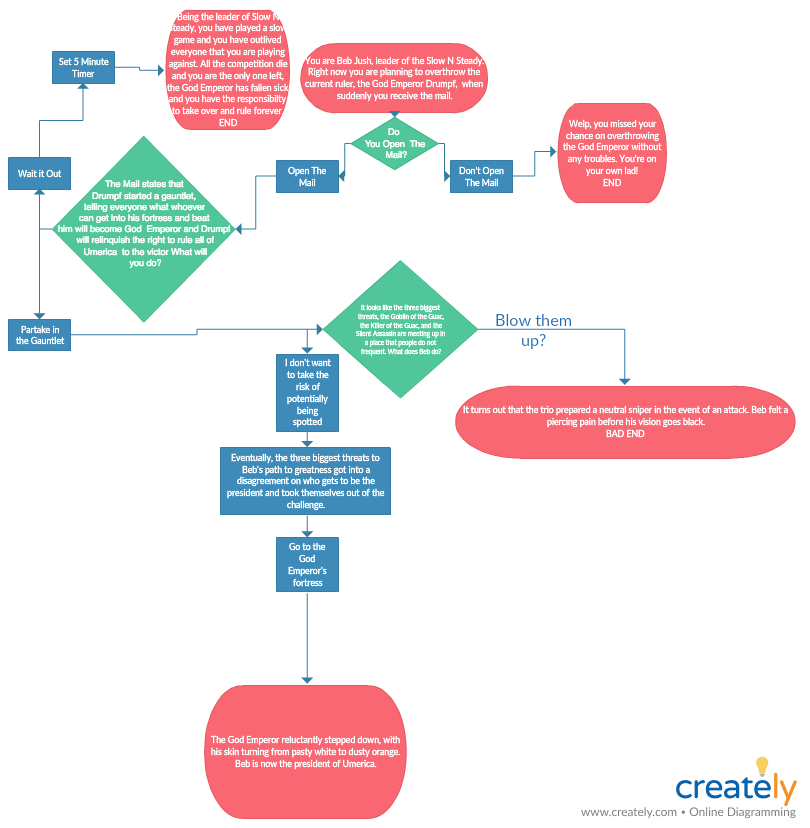 Being the leader of Slow N
Steady, you have played a slow
game and you have outlived
everyone that you are playing
against. All the competition die
and you are the only one left,
the God Emperor has fallen sick
and you have the responsibilty
to take over and rule forever
END
Set 5 Minute
Timer
You are Beb Jush, leader of the Slow N Steady.
Right now you are planning to overthrow the
current ruler, the God Emperor Drumpf, when
suddenly you receive the mail.
Do
You Open The
Mail?
Welp, you missed your
chance on overthrowing
the God Emperor without
any troubles. You're on
your own lad!
END
Wait it Out
Open The
Mail
Don't Open
The Mail
The Mail states that
Drumpf started a gauntlet,
telling everyone what whoever
can get into his fortress and beat
him will become God Emperor and Drumpf
will relinquish the right to rule all of
Umerica to the victor What will
you do?
Partake in
the Gauntlet
It looks like the three biggest
threats, the Goblin of the Guac,
the Killer of the Guac, and the
Silent Assassin are meeting up in
a place that people do not
frequent. What does Beb do?
Blow them
up?
I don't want
to take the
risk of
potentially
being
spotted
It turns out that the trio prepared a neutral sniper in the event of an attack. Beb felt a
piercing pain before his vision goes black.
BAD END
Eventually, the three biggest threats to
Beb's path to greatness got into a
disagreement on who gets to be the
president and took themselves out of the
challenge.
Go to the
God
Emperor's
fortress
The God Emperor reluctantly stepped down, with
his skin turning from pasty white to dusty orange.
Beb is now the president of Umerica.
creately
www.creately.com • Online Diagramming